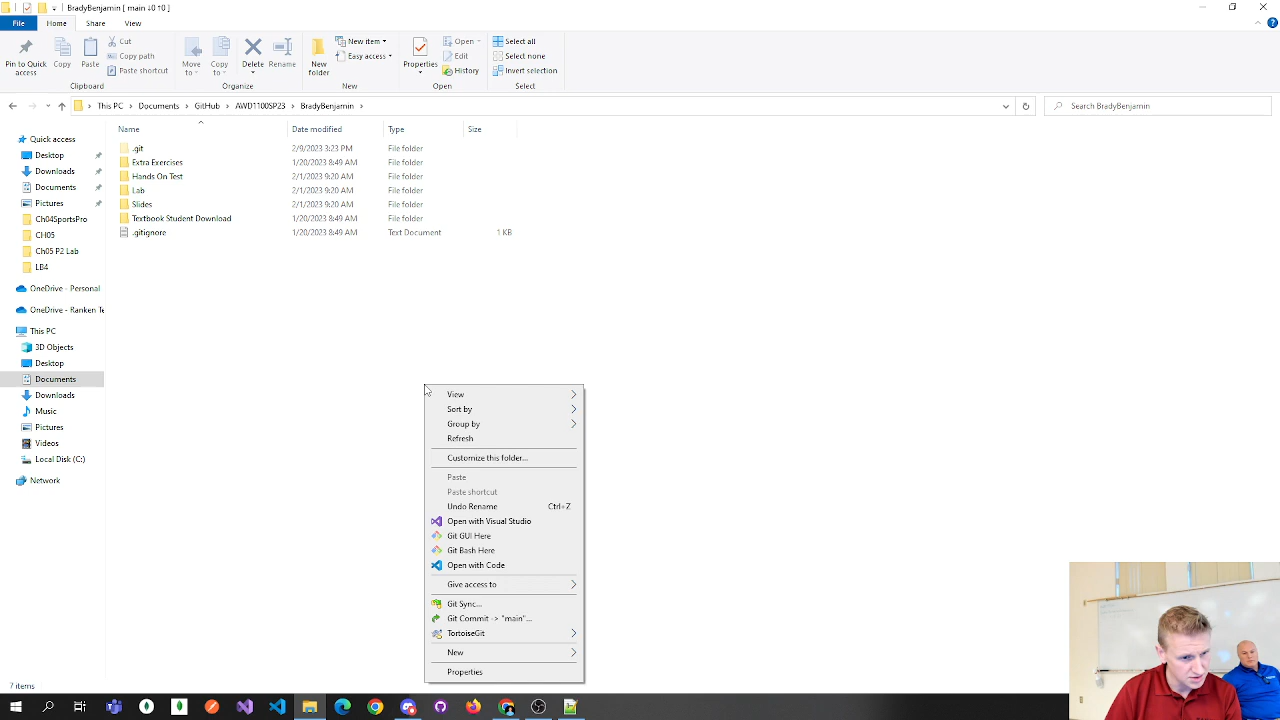 BradyBenjamin [ main ↓0 ↑0 ]
File Home Share View
Pin to Quick access
Copy
Paste
Cut
Copy path
Paste shortcut
Clipboard
Move to
Copy to
Delete
Rename
Organize
New folder
New item
Easy access
New
Properties
Open
Edit
History
Open
Select all
Select none
Invert selection
Select
This PC > Documents > GitHub > AWD1100SP23 > BradyBenjamin >
Search BradyBenjamin
Name Date modified Type Size
.git 2/9/2023 3:23 PM File folder
Extra Exercises 1/20/2023 8:49 AM File folder
Hands On Test 2/1/2023 9:20 AM File folder
Lab 2/1/2023 9:20 AM File folder
Slides 2/1/2023 9:20 AM File folder
Textbook Student Download 1/20/2023 8:49 AM File folder
.gitignore 1/20/2023 8:49 AM Text Document 1 KB
Quick access
Desktop
Downloads
Documents
Pictures
Ch04SportsPro
CH05
Ch05 P2 Lab
LB4
OneDrive - Personal
OneDrive - Ranken Te
This PC
3D Objects
Desktop
Documents
Downloads
Music
Pictures
Videos
Local Disk (C:)
Network
View
Sort by
Group by
Refresh
Customize this folder...
Paste
Paste shortcut
Undo Rename Ctrl+Z
Open with Visual Studio
Git GUI Here
Git Bash Here
Open with Code
Give access to
Git Sync...
Git Commit -> "main"...
TortoiseGit
New
Properties
7 items